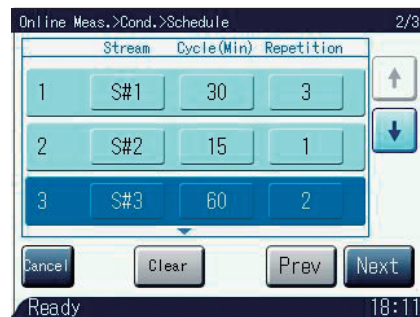 Online Meas.>Cond.>Schedule 2/3
Stream Cycle(Min) Repetition
1 S#1 30 3
2 S#2 15 1
3 S#3 60 2
Cancel Clear Prev Next
Ready 18:11